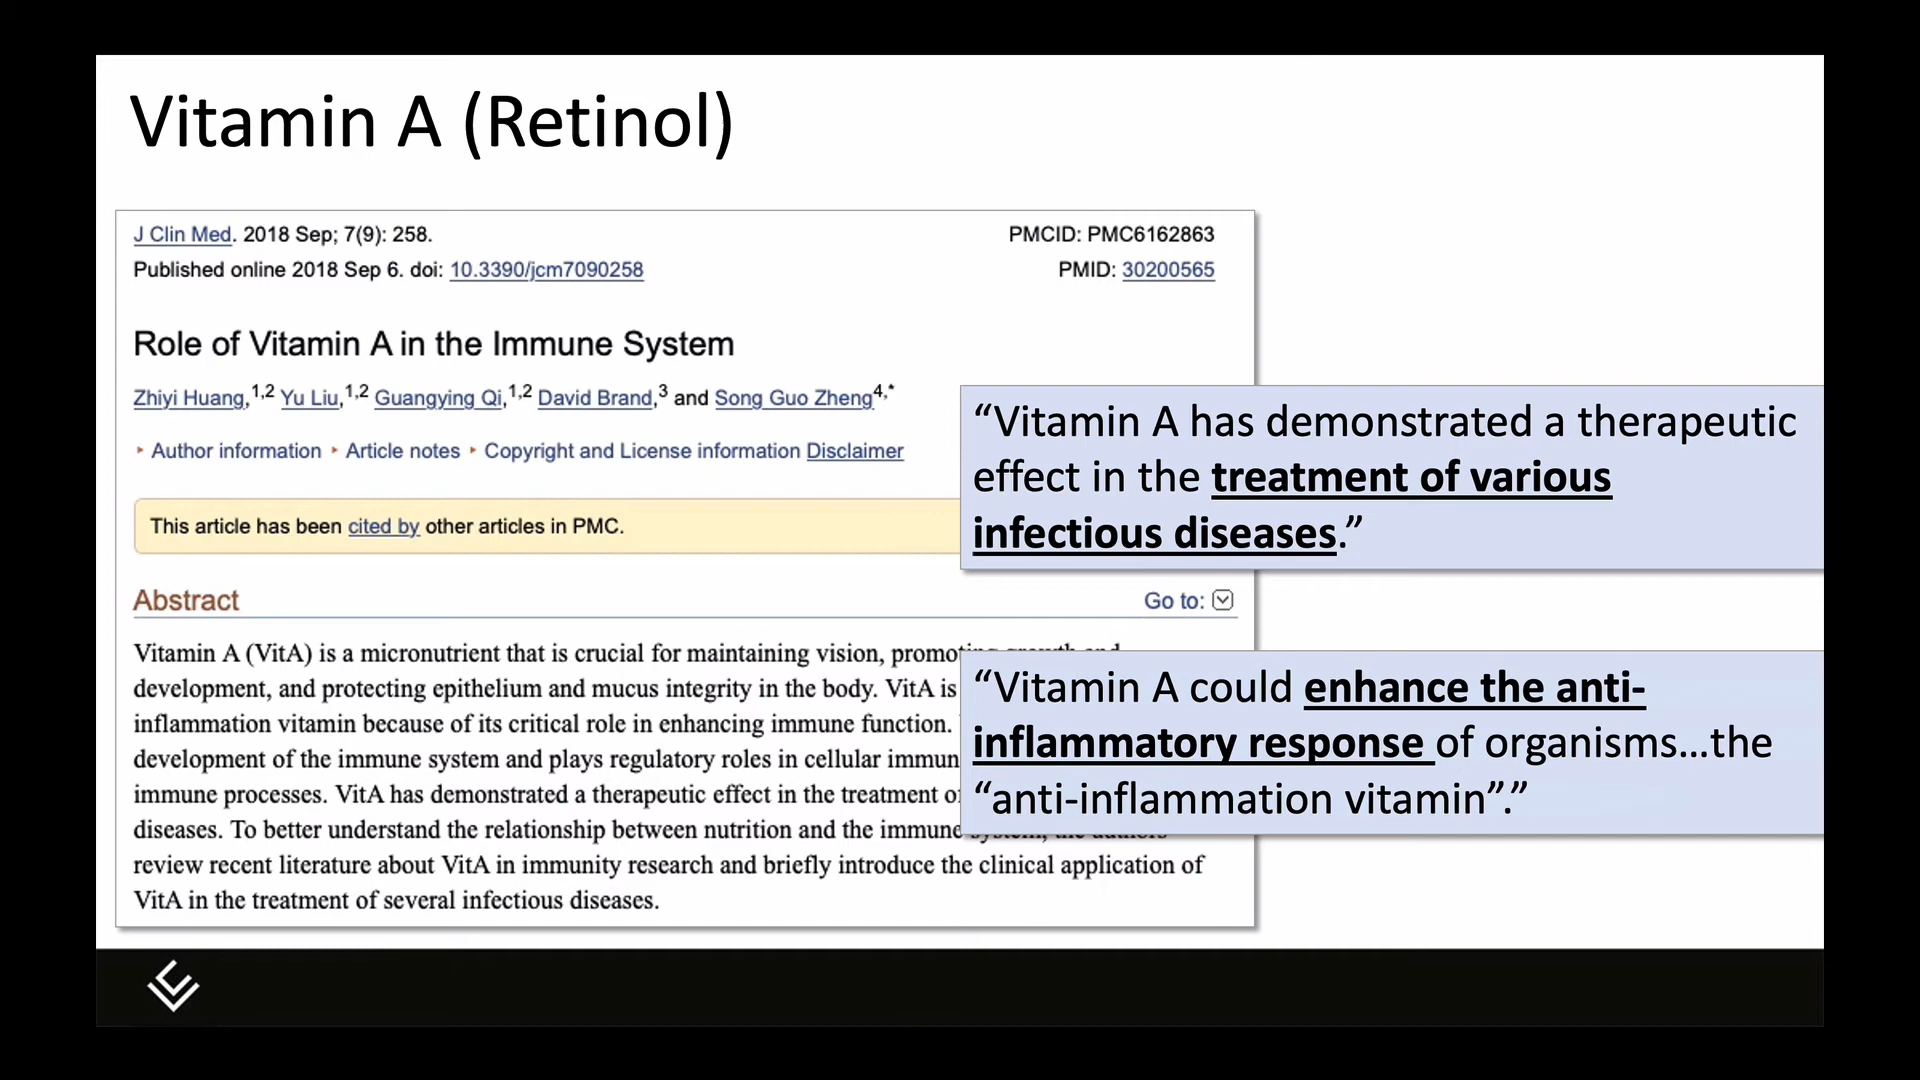 Vitamin A (Retinol)
J Clin Med. 2018 Sep; 7(9): 258.
PMCID: PMC6162863
Published online 2018 Sep 6. doi: 10.3390/jcm7090258
PMID: 30200565
Role of Vitamin A in the Immune System
Zhiyi Huang,1,2 Yu Liu,1,2 Guangying Qi,1,2 David Brand,3 and Song Guo Zheng4,*
‣ Author information ‣ Article notes ‣ Copyright and License information Disclaimer
This article has been cited by other articles in PMC.
“Vitamin A has demonstrated a therapeutic
effect in the treatment of various
infectious diseases.”
Abstract
Go to:
Vitamin A (VitA) is a micronutrient that is crucial for maintaining vision,
development, and protecting epithelium and mucus integrity in the body. VitA is
inflammation vitamin because of its critical role in enhancing immune function.
development of the immune system and plays regulatory roles in cellular
immune processes. VitA has demonstrated a therapeutic effect in the treatment
diseases. To better understand the relationship between nutrition and the immune
review recent literature about VitA in immunity research and briefly introduce the clinical application of
VitA in the treatment of several infectious diseases.
“Vitamin A could enhance the anti-
inflammatory response of organisms...the
“anti-inflammation vitamin”.”